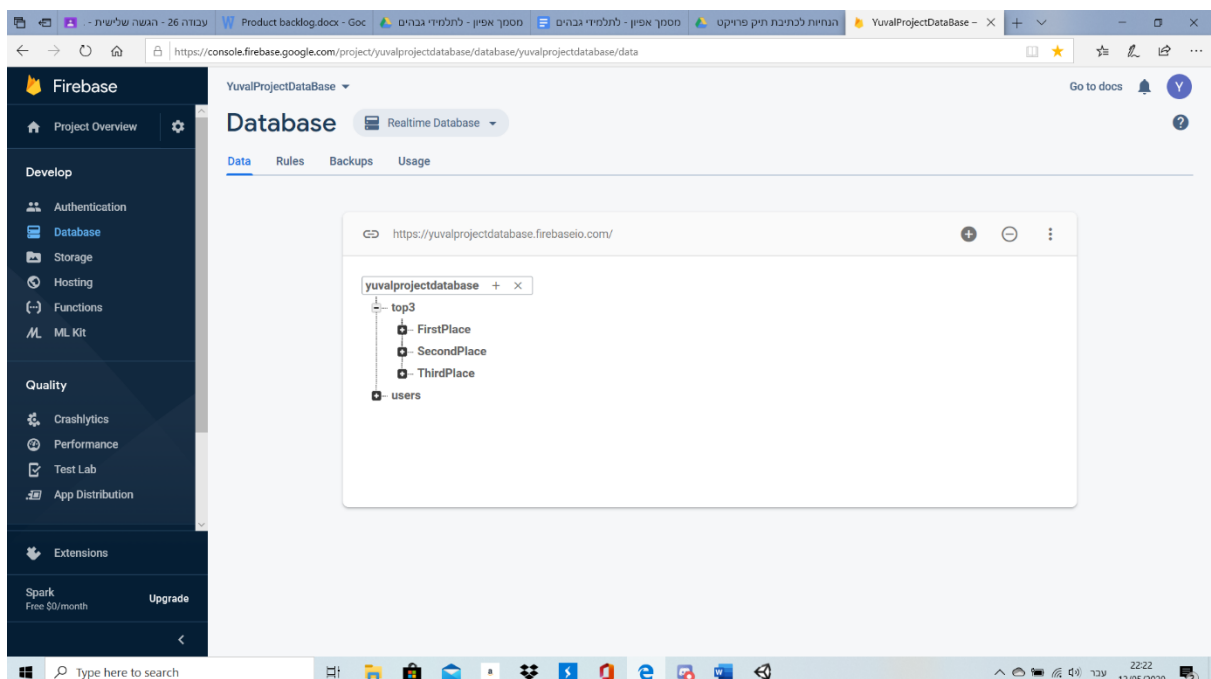 עבודה 26 - הגשה שלישית - .
Product backlog.docx - Goc
מסמך אפיון - לתלמידי גבהים
מסמך אפיון - לתלמידי גבהים
הנחיות לכתיבת תיק פרויקט
YuvalProjectDataBase –
https://console.firebase.google.com/project/yuvalprojectdatabase/database/yuvalprojectdatabase/data
Firebase
YuvalProjectDataBase
Go to docs
Y
Project Overview
Database
Realtime Database
Data Rules Backups Usage
Develop
Authentication
Database
Storage
Hosting
Functions
ML ML Kit
https://yuvalprojectdatabase.firebaseio.com/
yuvalprojectdatabase
top3
FirstPlace
SecondPlace
ThirdPlace
users
Quality
Crashlytics
Performance
Test Lab
App Distribution
Extensions
Spark
Free $0/month
Upgrade
Type here to search
עבר
22:22